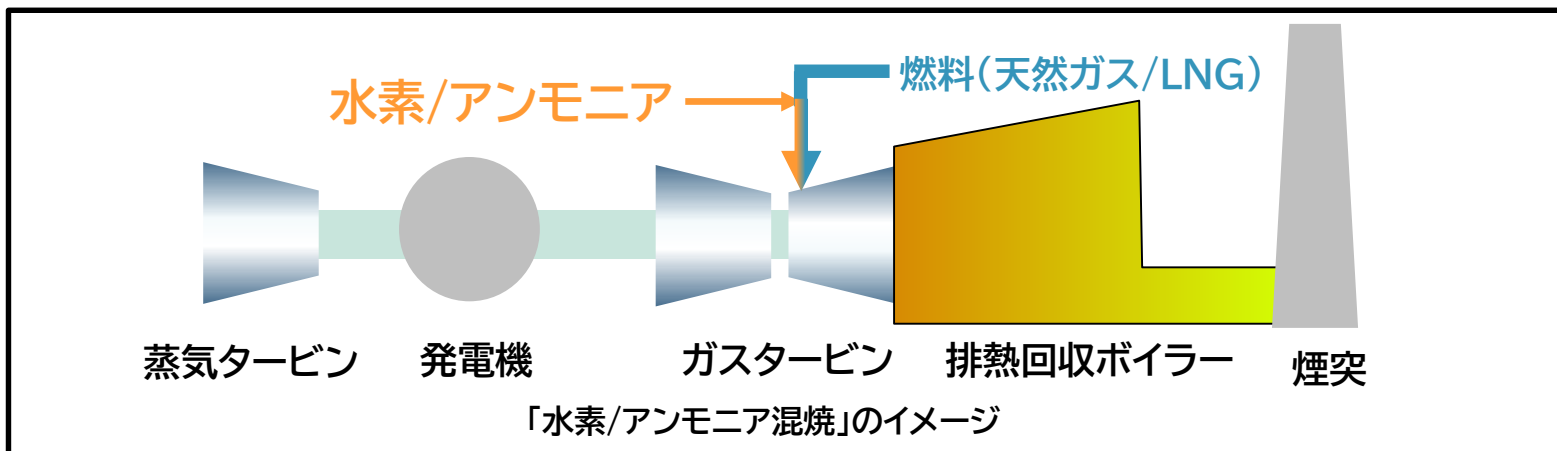 燃料(天然ガス/LNG)
水素/アンモニア
蒸気タービン
発電機
ガスタービン
排熱回収ボイラー
煙突
「水素/アンモニア混焼」のイメージ